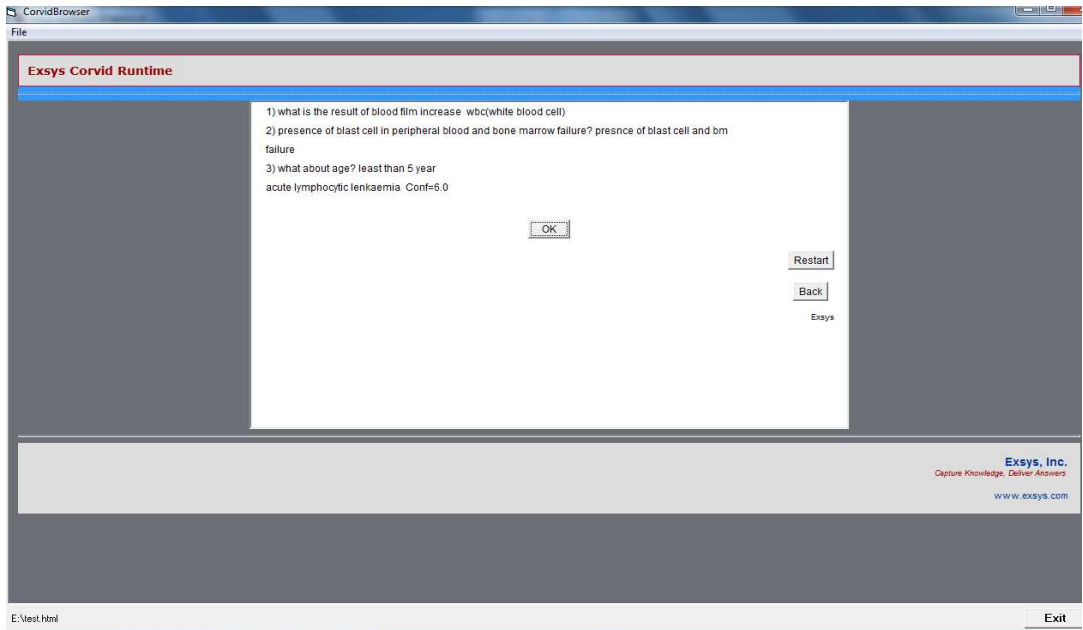 CorvidBrowser
File
Exsys Corvid Runtime
1) what is the result of blood film increase wbc(white blood cell)
2) presence of blast cell in peripheral blood and bone marrow failure? presnce of blast cell and bm
failure
3) what about age? least than 5 year
acute lymphocytic lenkaemia Conf=6.0
OK
Restart
Back
Exsys
Exsys, Inc.
Capture Knowledge, Deliver Answers
www.exsys.com
E:\test.html
Exit